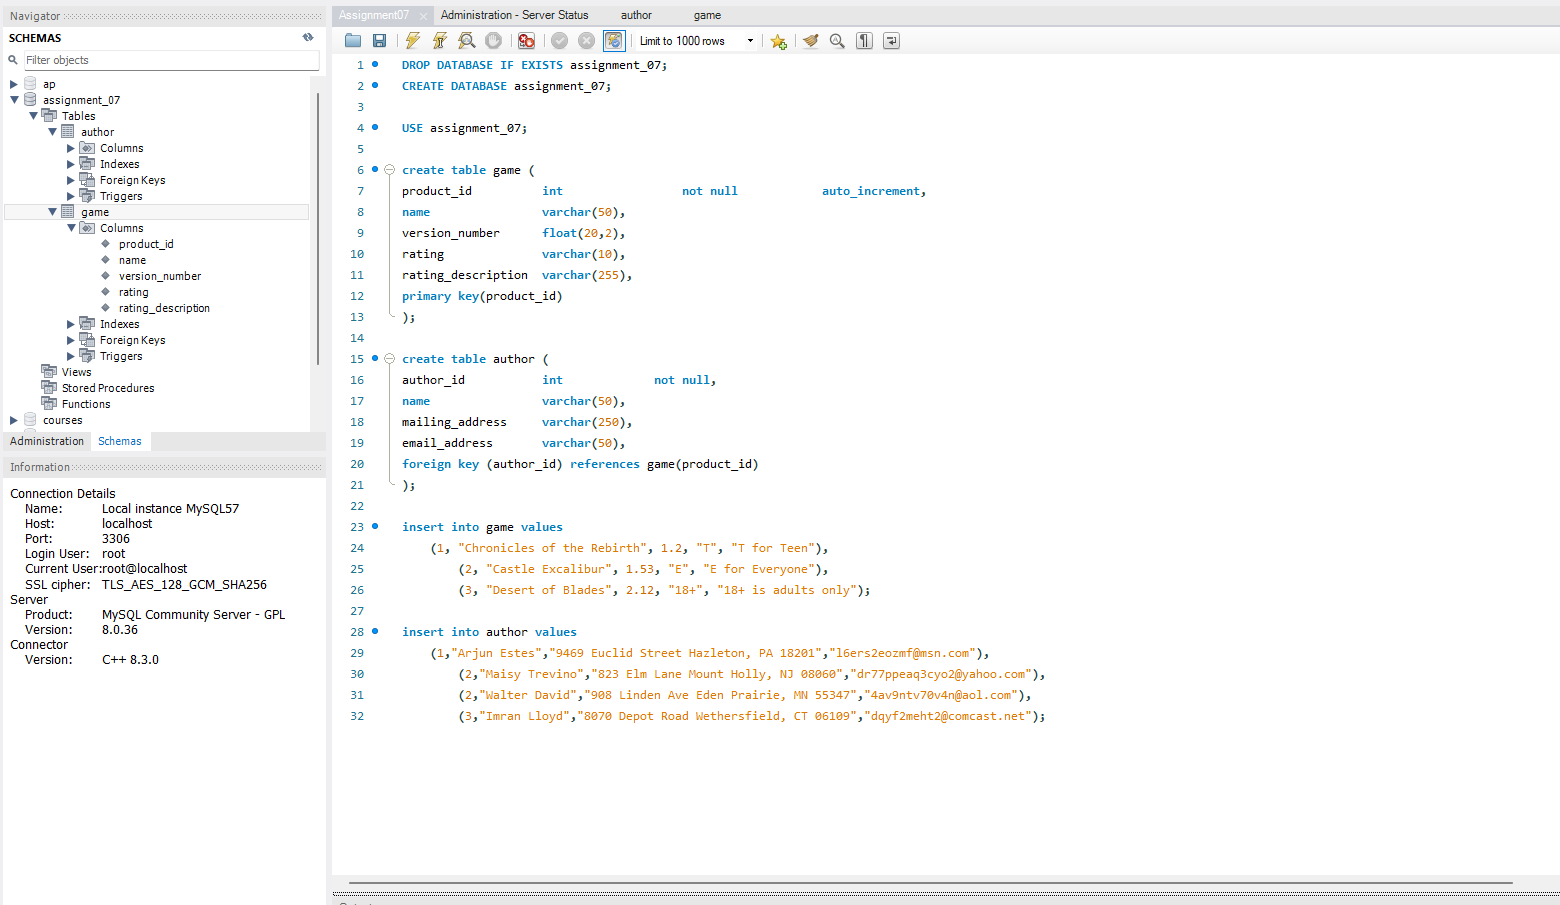 Navigator
SCHEMAS
Filter objects
ap
assignment_07
Tables
author
Columns
Indexes
Foreign Keys
Triggers
game
Columns
product_id
name
version_number
rating
rating_description
Indexes
Foreign Keys
Triggers
Views
Stored Procedures
Functions
courses
Administration Schemas
Information
Connection Details
Name: Local instance MySQL57
Host: localhost
Port: 3306
Login User: root
Current User:root@localhost
SSL cipher: TLS_AES_128_GCM_SHA256
Server
Product: MySQL Community Server - GPL
Version: 8.0.36
Connector
Version: C++ 8.3.0
Assignment07 Administration - Server Status author game
Limit to 1000 rows
1 DROP DATABASE IF EXISTS assignment_07;
2 CREATE DATABASE assignment_07;
3
4 USE assignment_07;
5
6 create table game (
7 product_id int not null auto_increment,
8 name varchar(50),
9 version_number float(20,2),
10 rating varchar(10),
11 rating_description varchar(255),
12 primary key(product_id)
13 );
14
15 create table author (
16 author_id int not null,
17 name varchar(50),
18 mailing_address varchar(250),
19 email_address varchar(50),
20 foreign key (author_id) references game(product_id)
21 );
22
23 insert into game values
24 (1, "Chronicles of the Rebirth", 1.2, "T", "T for Teen"),
25 (2, "Castle Excalibur", 1.53, "E", "E for Everyone"),
26 (3, "Desert of Blades", 2.12, "18+", "18+ is adults only");
27
28 insert into author values
29 (1,"Arjun Estes","9469 Euclid Street Hazleton, PA 18201","l6ers2eozmf@msn.com"),
30 (2,"Maisy Trevino","823 Elm Lane Mount Holly, NJ 08060","dr77ppeaq3cyo2@yahoo.com"),
31 (2,"Walter David","908 Linden Ave Eden Prairie, MN 55347","4av9ntv70v4n@aol.com"),
32 (3,"Imran Lloyd","8070 Depot Road Wethersfield, CT 06109","dqyf2meht2@comcast.net");